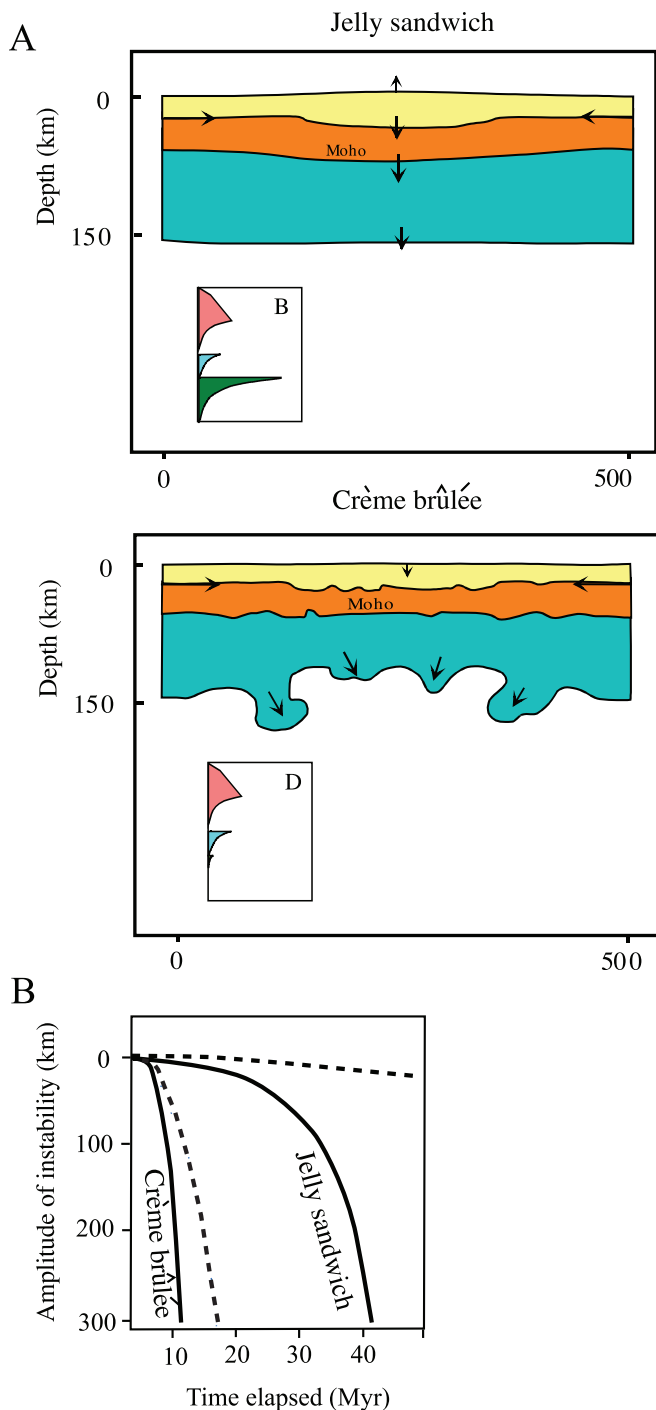 Jelly sandwich
A
0
Depth (km)
Moho
150
B
0
500
Crème brûlée
0
Depth (km)
Moho
150
D
0
500
B
Amplitude of instability (km)
0
100
200
300
Crème brûlée
Jelly sandwich
10
20
30
40
Time elapsed (Myr)